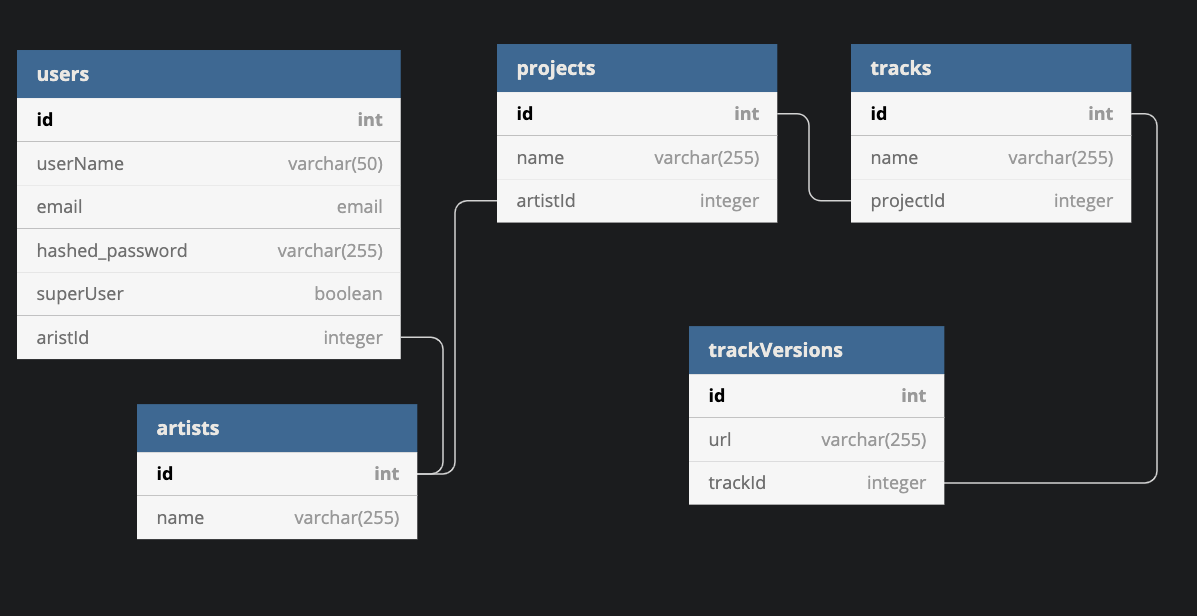 users
id int
userName varchar(50)
email email
hashed_password varchar(255)
superUser boolean
aristId integer
artists
id int
name varchar(255)
projects
id int
name varchar(255)
artistId integer
tracks
id int
name varchar(255)
projectId integer
trackVersions
id int
url varchar(255)
trackId integer